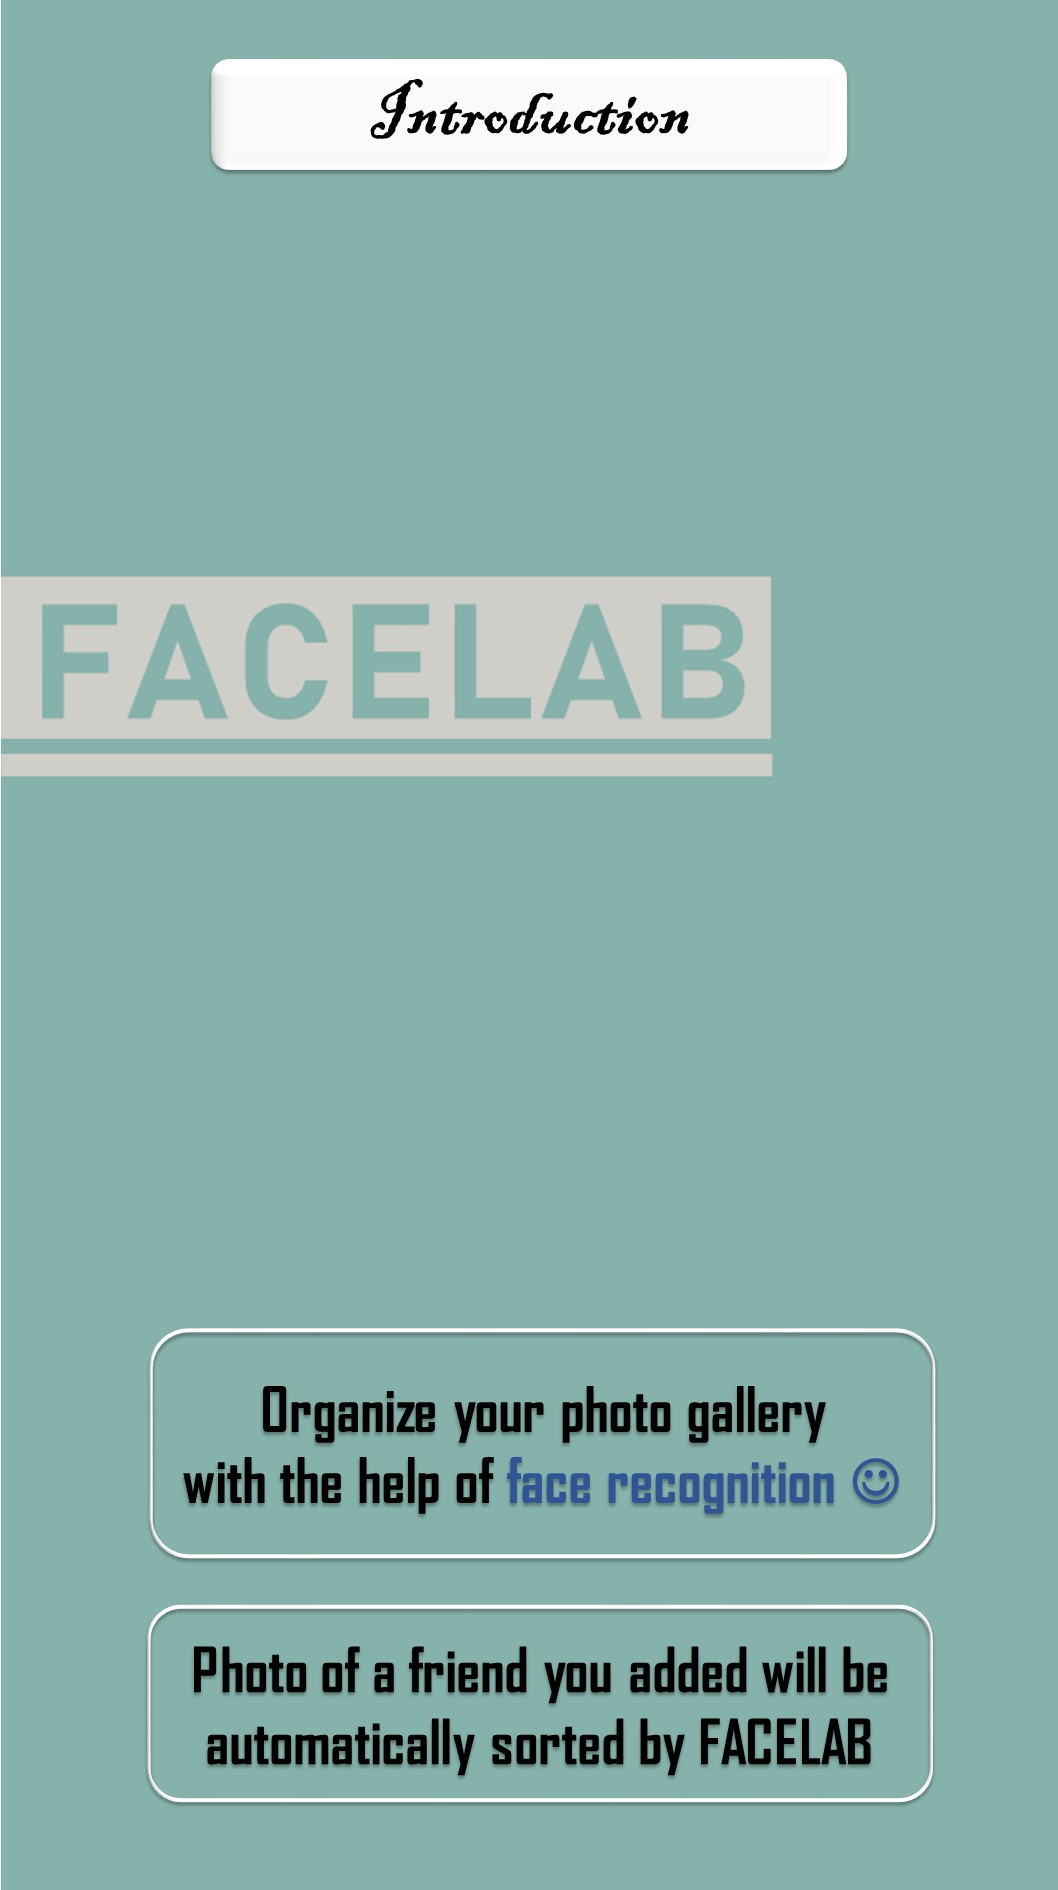 Introduction
FACELAB
Organize your photo gallery
with the help of face recognition ☺
Photo of a friend you added will be
automatically sorted by FACELAB